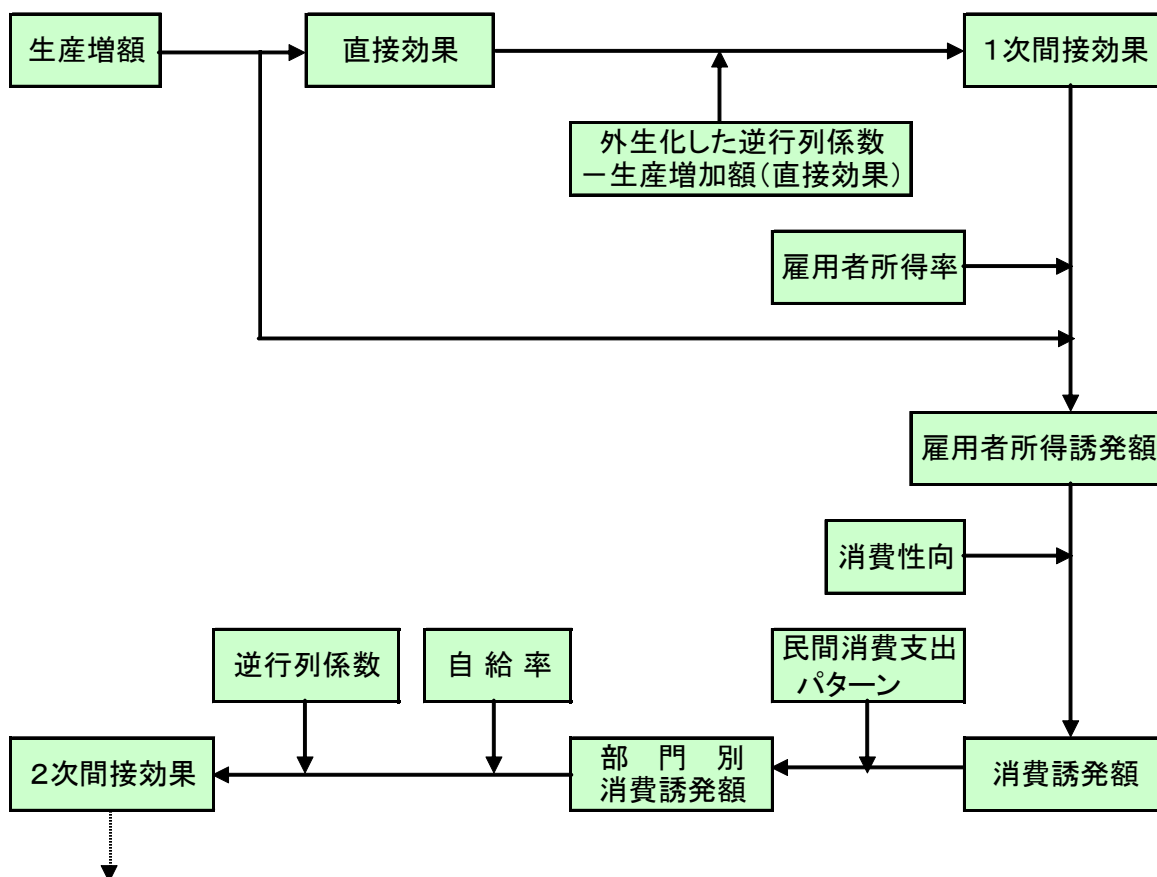 生産増額
直接効果
１次間接効果
外生化した逆行列係数
－生産増加額（直接効果）
雇用者所得率
雇用者所得誘発額
消費性向
民間消費支出
パターン
逆行列係数
自 給 率
２次間接効果
部 門 別
消費誘発額
消費誘発額